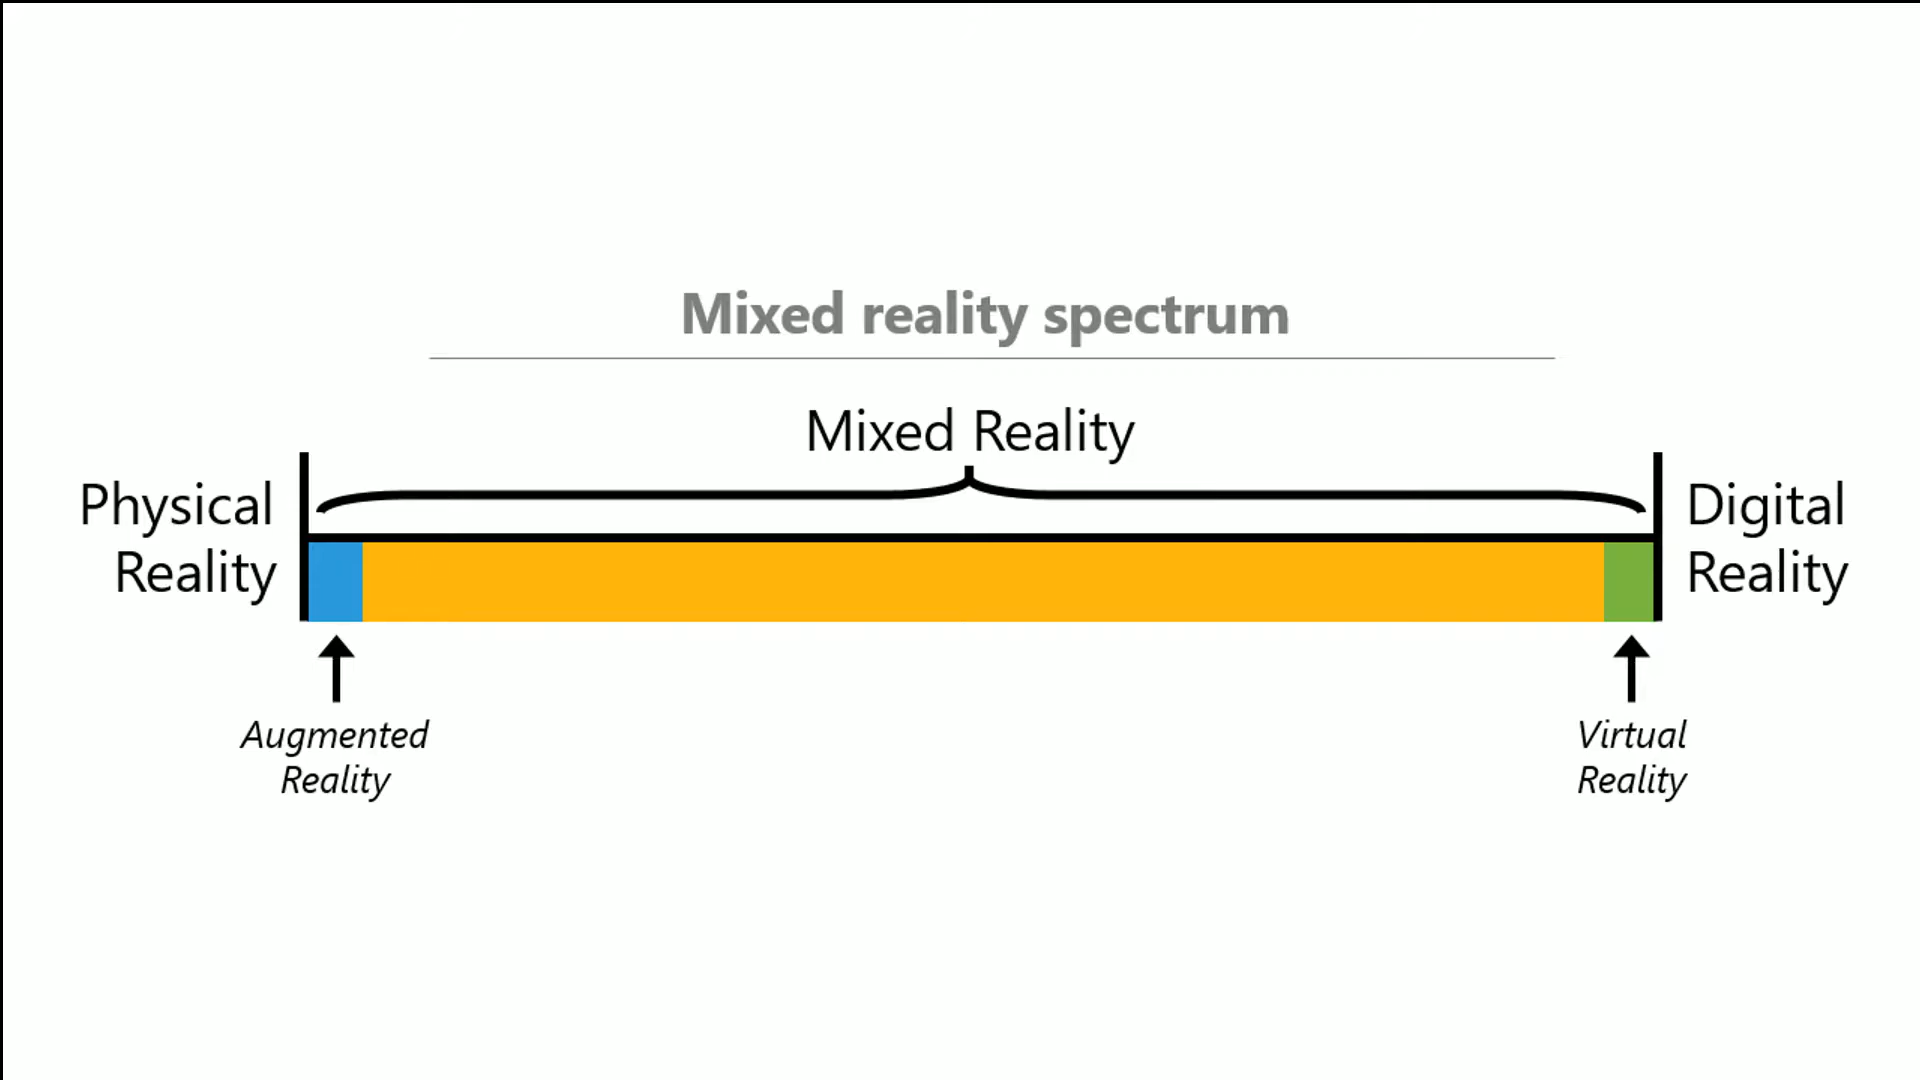 Mixed reality spectrum
Mixed Reality
Physical
Reality
Digital
Reality
Augmented
Reality
Virtual
Reality